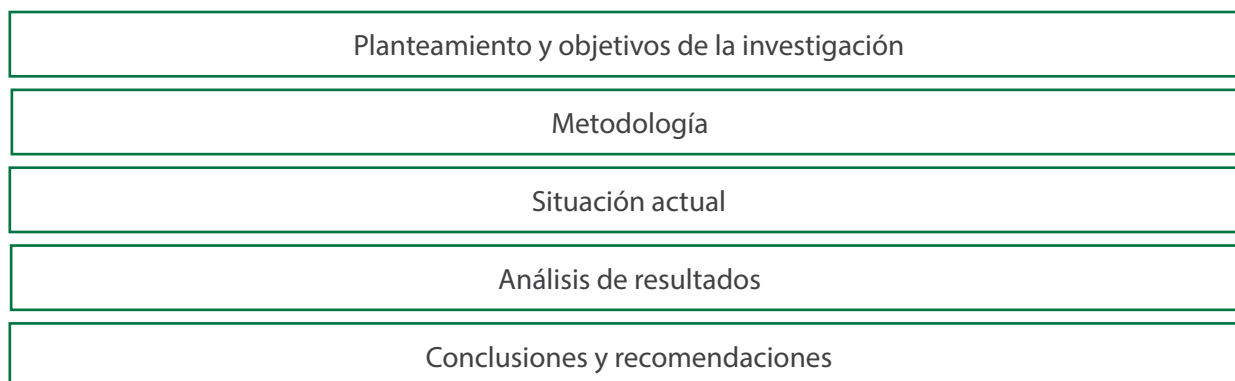 Planteamiento y objetivos de la investigación
Metodología
Situación actual
Análisis de resultados
Conclusiones y recomendaciones